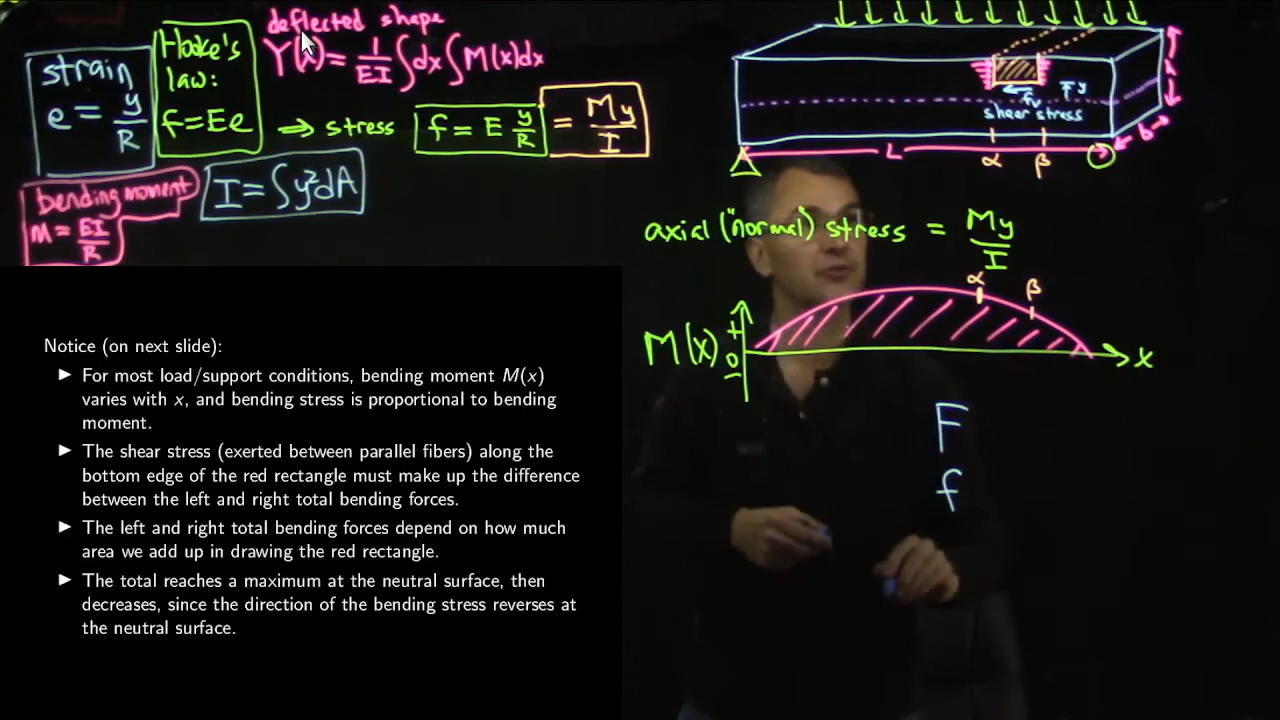 deflected shape
Y(x) = 1/EI ∫dx ∫M(x)dx
strain
e = y/R
Hooke's
law:
f=Ee
⇒ stress
f = E y/R
= My/I
bending moment
M = EI/R
I = ∫y²dA
Notice (on next slide):
▶ For most load/support conditions, bending moment M(x)
varies with x, and bending stress is proportional to bending
moment.
▶ The shear stress (exerted between parallel fibers) along the
bottom edge of the red rectangle must make up the difference
between the left and right total bending forces.
▶ The left and right total bending forces depend on how much
area we add up in drawing the red rectangle.
▶ The total reaches a maximum at the neutral surface, then
decreases, since the direction of the bending stress reverses at
the neutral surface.
h
y
fv
shear stress
b
L
α β
axial ("normal") stress = My/I
α
β
M(x)
+
0
−
x
F
f